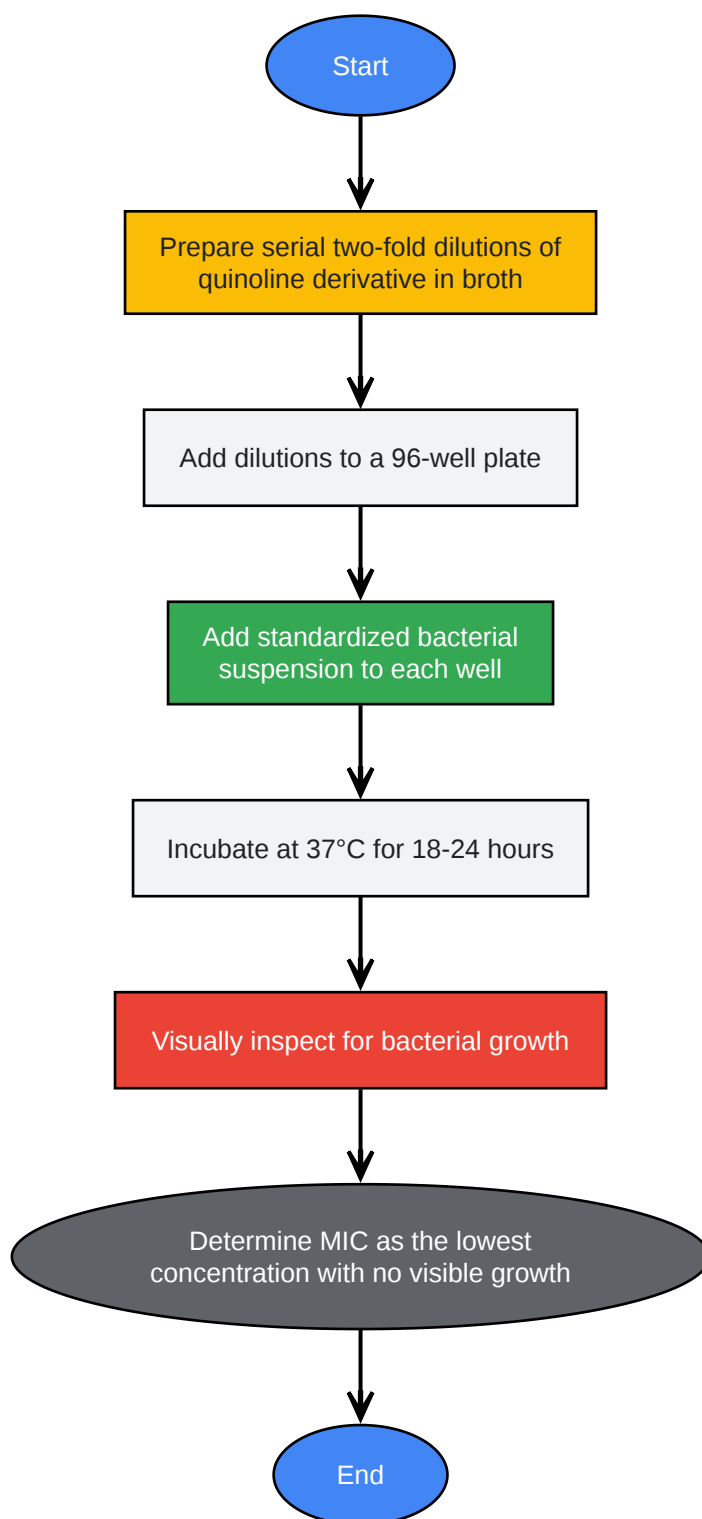 Start
Prepare serial two-fold dilutions of
quinoline derivative in broth
Add dilutions to a 96-well plate
Add standardized bacterial
suspension to each well
Incubate at 37°C for 18-24 hours
Visually inspect for bacterial growth
Determine MIC as the lowest
concentration with no visible growth
End